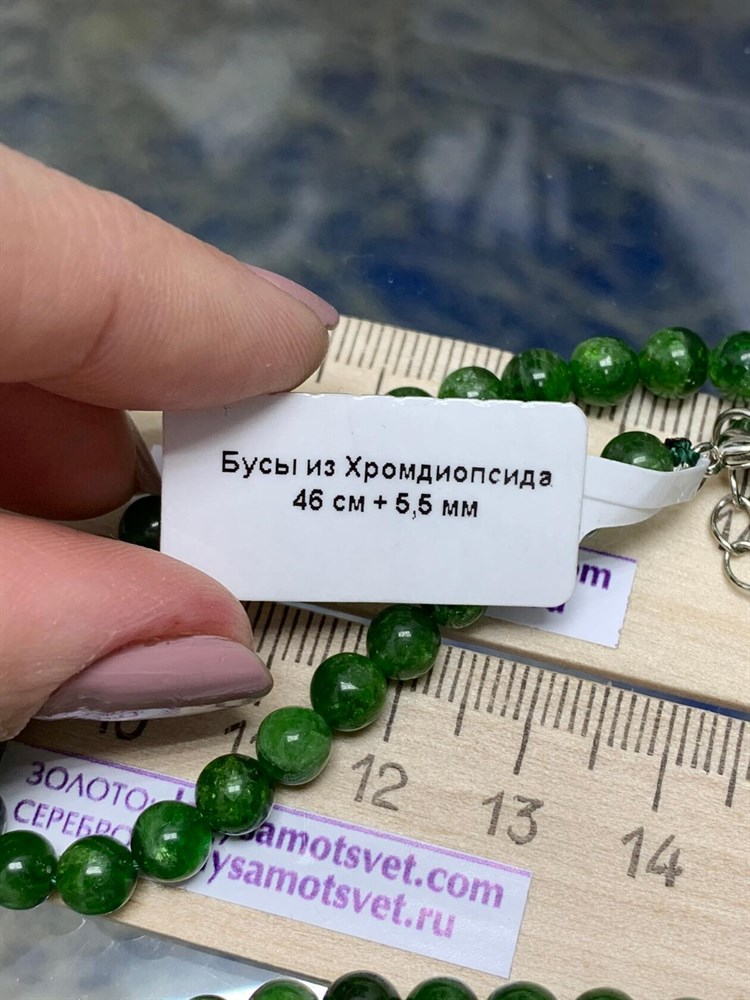 Бусы из Хромдиопсида
46 см + 5,5 мм
12
13
14
ЗОЛОТО:
СЕРЕБРО
ysamotsvet.com
ysamotsvet.ru